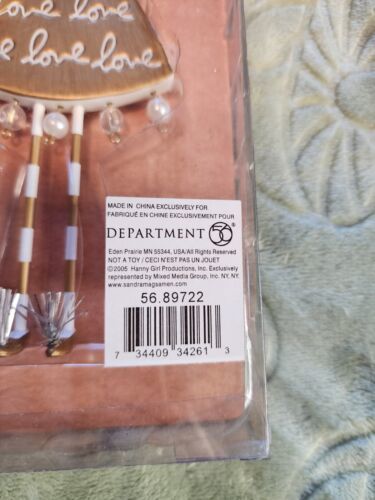 love love
love love
MADE IN CHINA EXCLUSIVELY FOR
FABRIQUÉ EN CHINE EXCLUSIVEMENT POUR
DEPARTMENT 56
Eden Prairie MN 55344, USA/All Rights Reserved
NOT A TOY / CECI N'EST PAS UN JOUET
©2005 Hanny Girl Productions, Inc. Exclusively
represented by Mixed Media Group, Inc. NY, NY.
www.sandramagsamen.com
56.89722
7 34409 34261 3